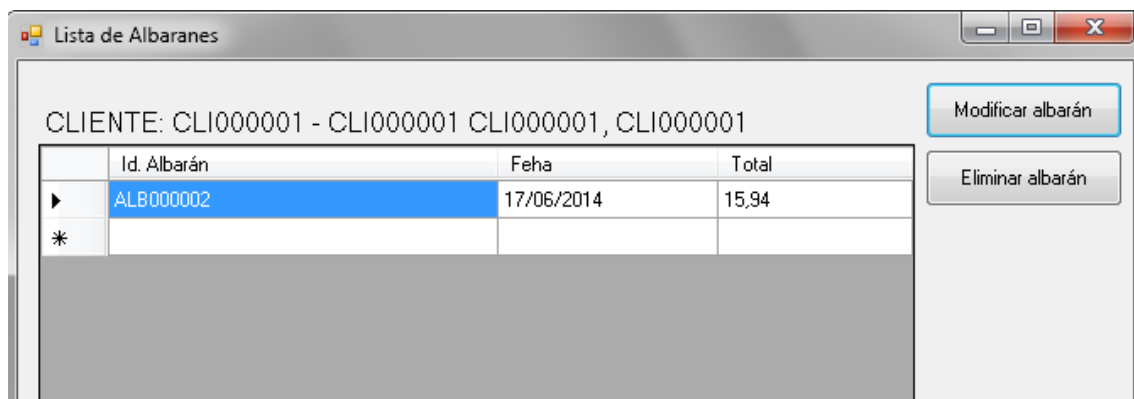 Lista de Albaranes
CLIENTE: CLI000001 - CLI000001 CLI000001, CLI000001
Modificar albarán
Eliminar albarán
Id. Albarán Feha Total
ALB000002 17/06/2014 15,94